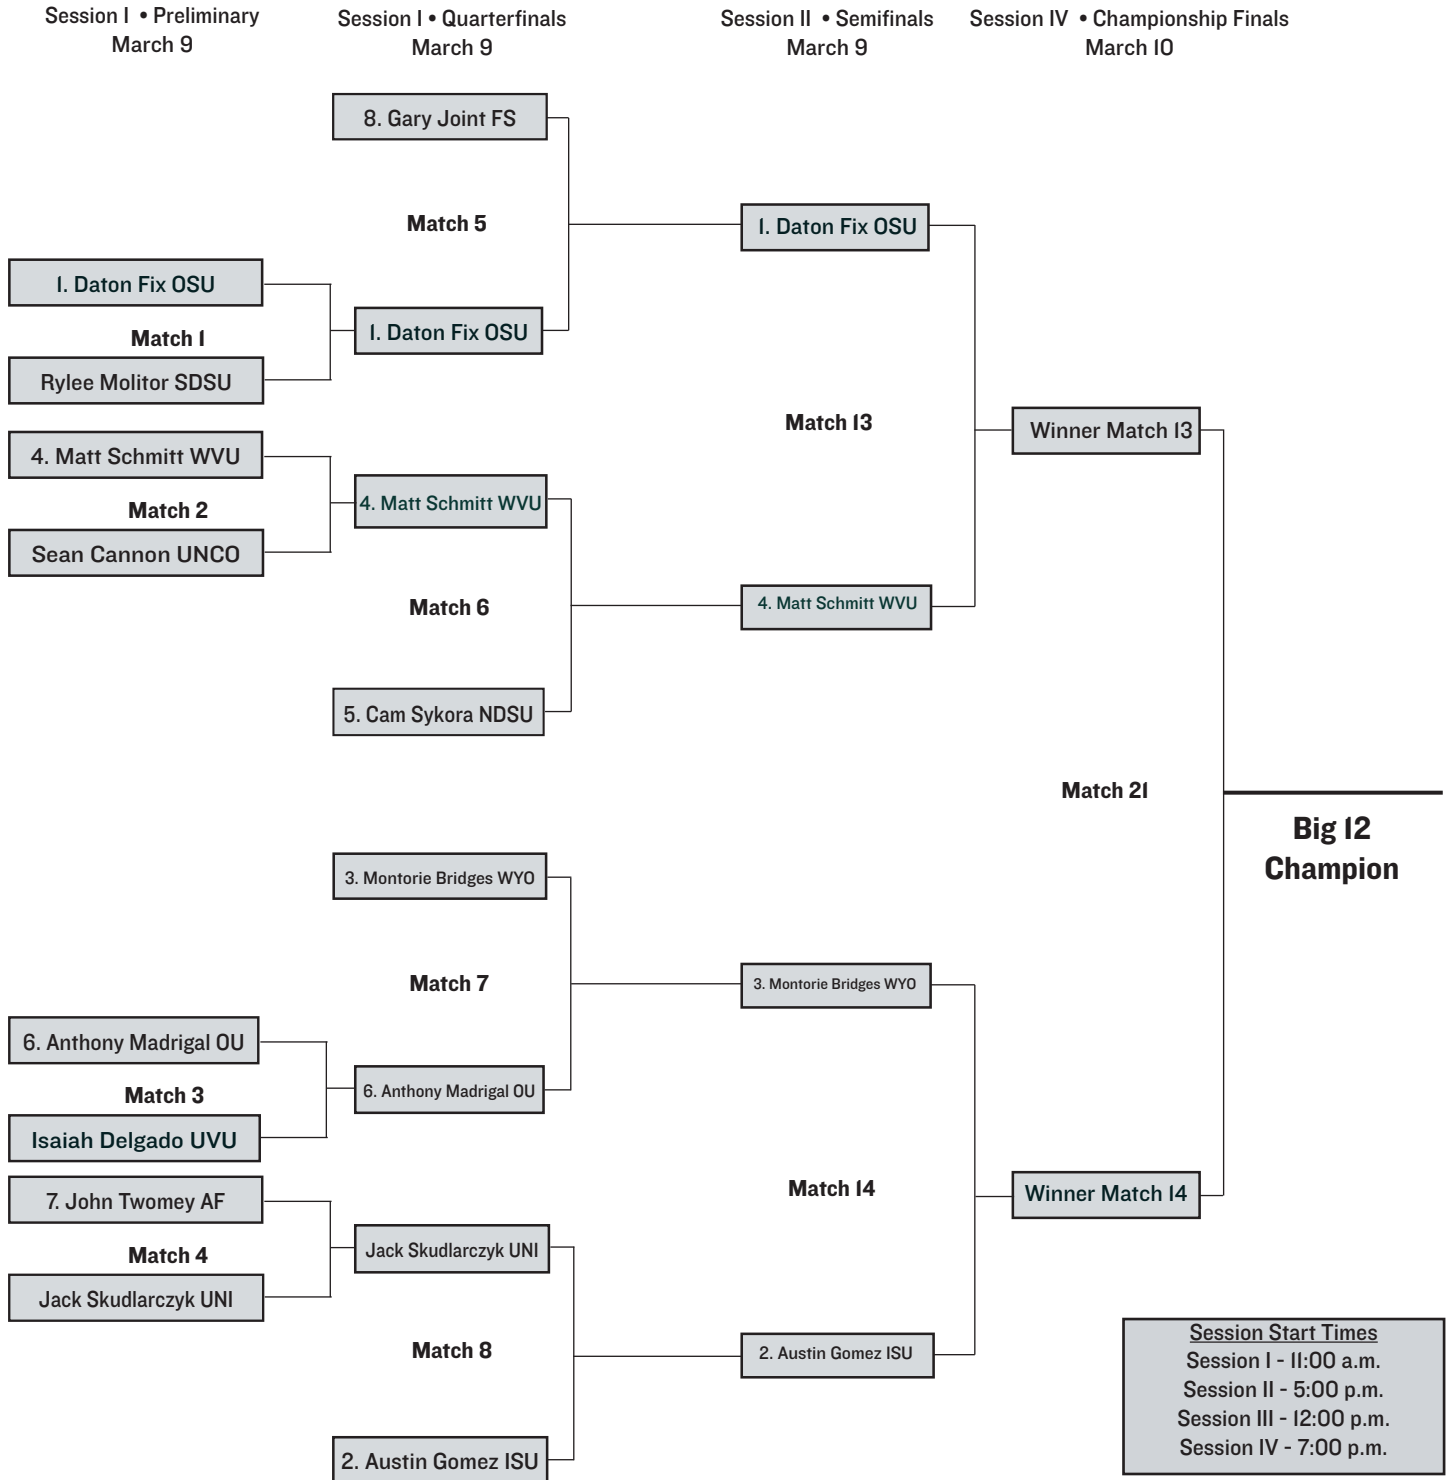 Session I • Preliminary
March 9
Session I • Quarterfinals
March 9
Session II • Semifinals
March 9
Session IV • Championship Finals
March 10
8. Gary Joint FS
Match 5
1. Daton Fix OSU
1. Daton Fix OSU
Match 1
1. Daton Fix OSU
Rylee Molitor SDSU
Match 13
Winner Match 13
4. Matt Schmitt WVU
4. Matt Schmitt WVU
Match 2
Sean Cannon UNCO
Match 6
4. Matt Schmitt WVU
5. Cam Sykora NDSU
Match 21
Big 12
Champion
3. Montorie Bridges WYO
Match 7
3. Montorie Bridges WYO
6. Anthony Madrigal OU
Match 3
6. Anthony Madrigal OU
Isaiah Delgado UVU
Match 14
Winner Match 14
7. John Twomey AF
Match 4
Jack Skudlarczyk UNI
Jack Skudlarczyk UNI
Match 8
2. Austin Gomez ISU
2. Austin Gomez ISU
Session Start Times
Session I - 11:00 a.m.
Session II - 5:00 p.m.
Session III - 12:00 p.m.
Session IV - 7:00 p.m.